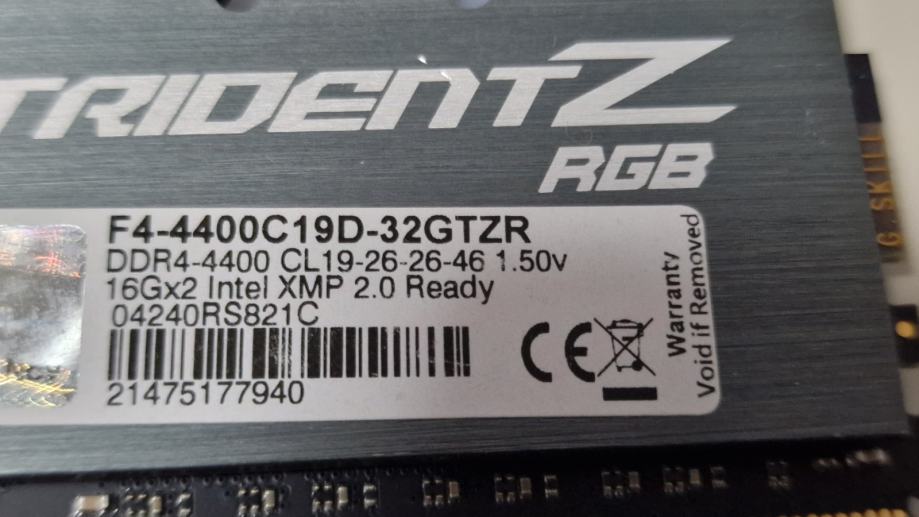 TRIDENTZ
RGB
F4-4400C19D-32GTZR
DDR4-4400 CL19-26-26-46 1.50v
16Gx2 Intel XMP 2.0 Ready
04240RS821C
21475177940
CE
Warranty
Void if Removed
G.SKILL